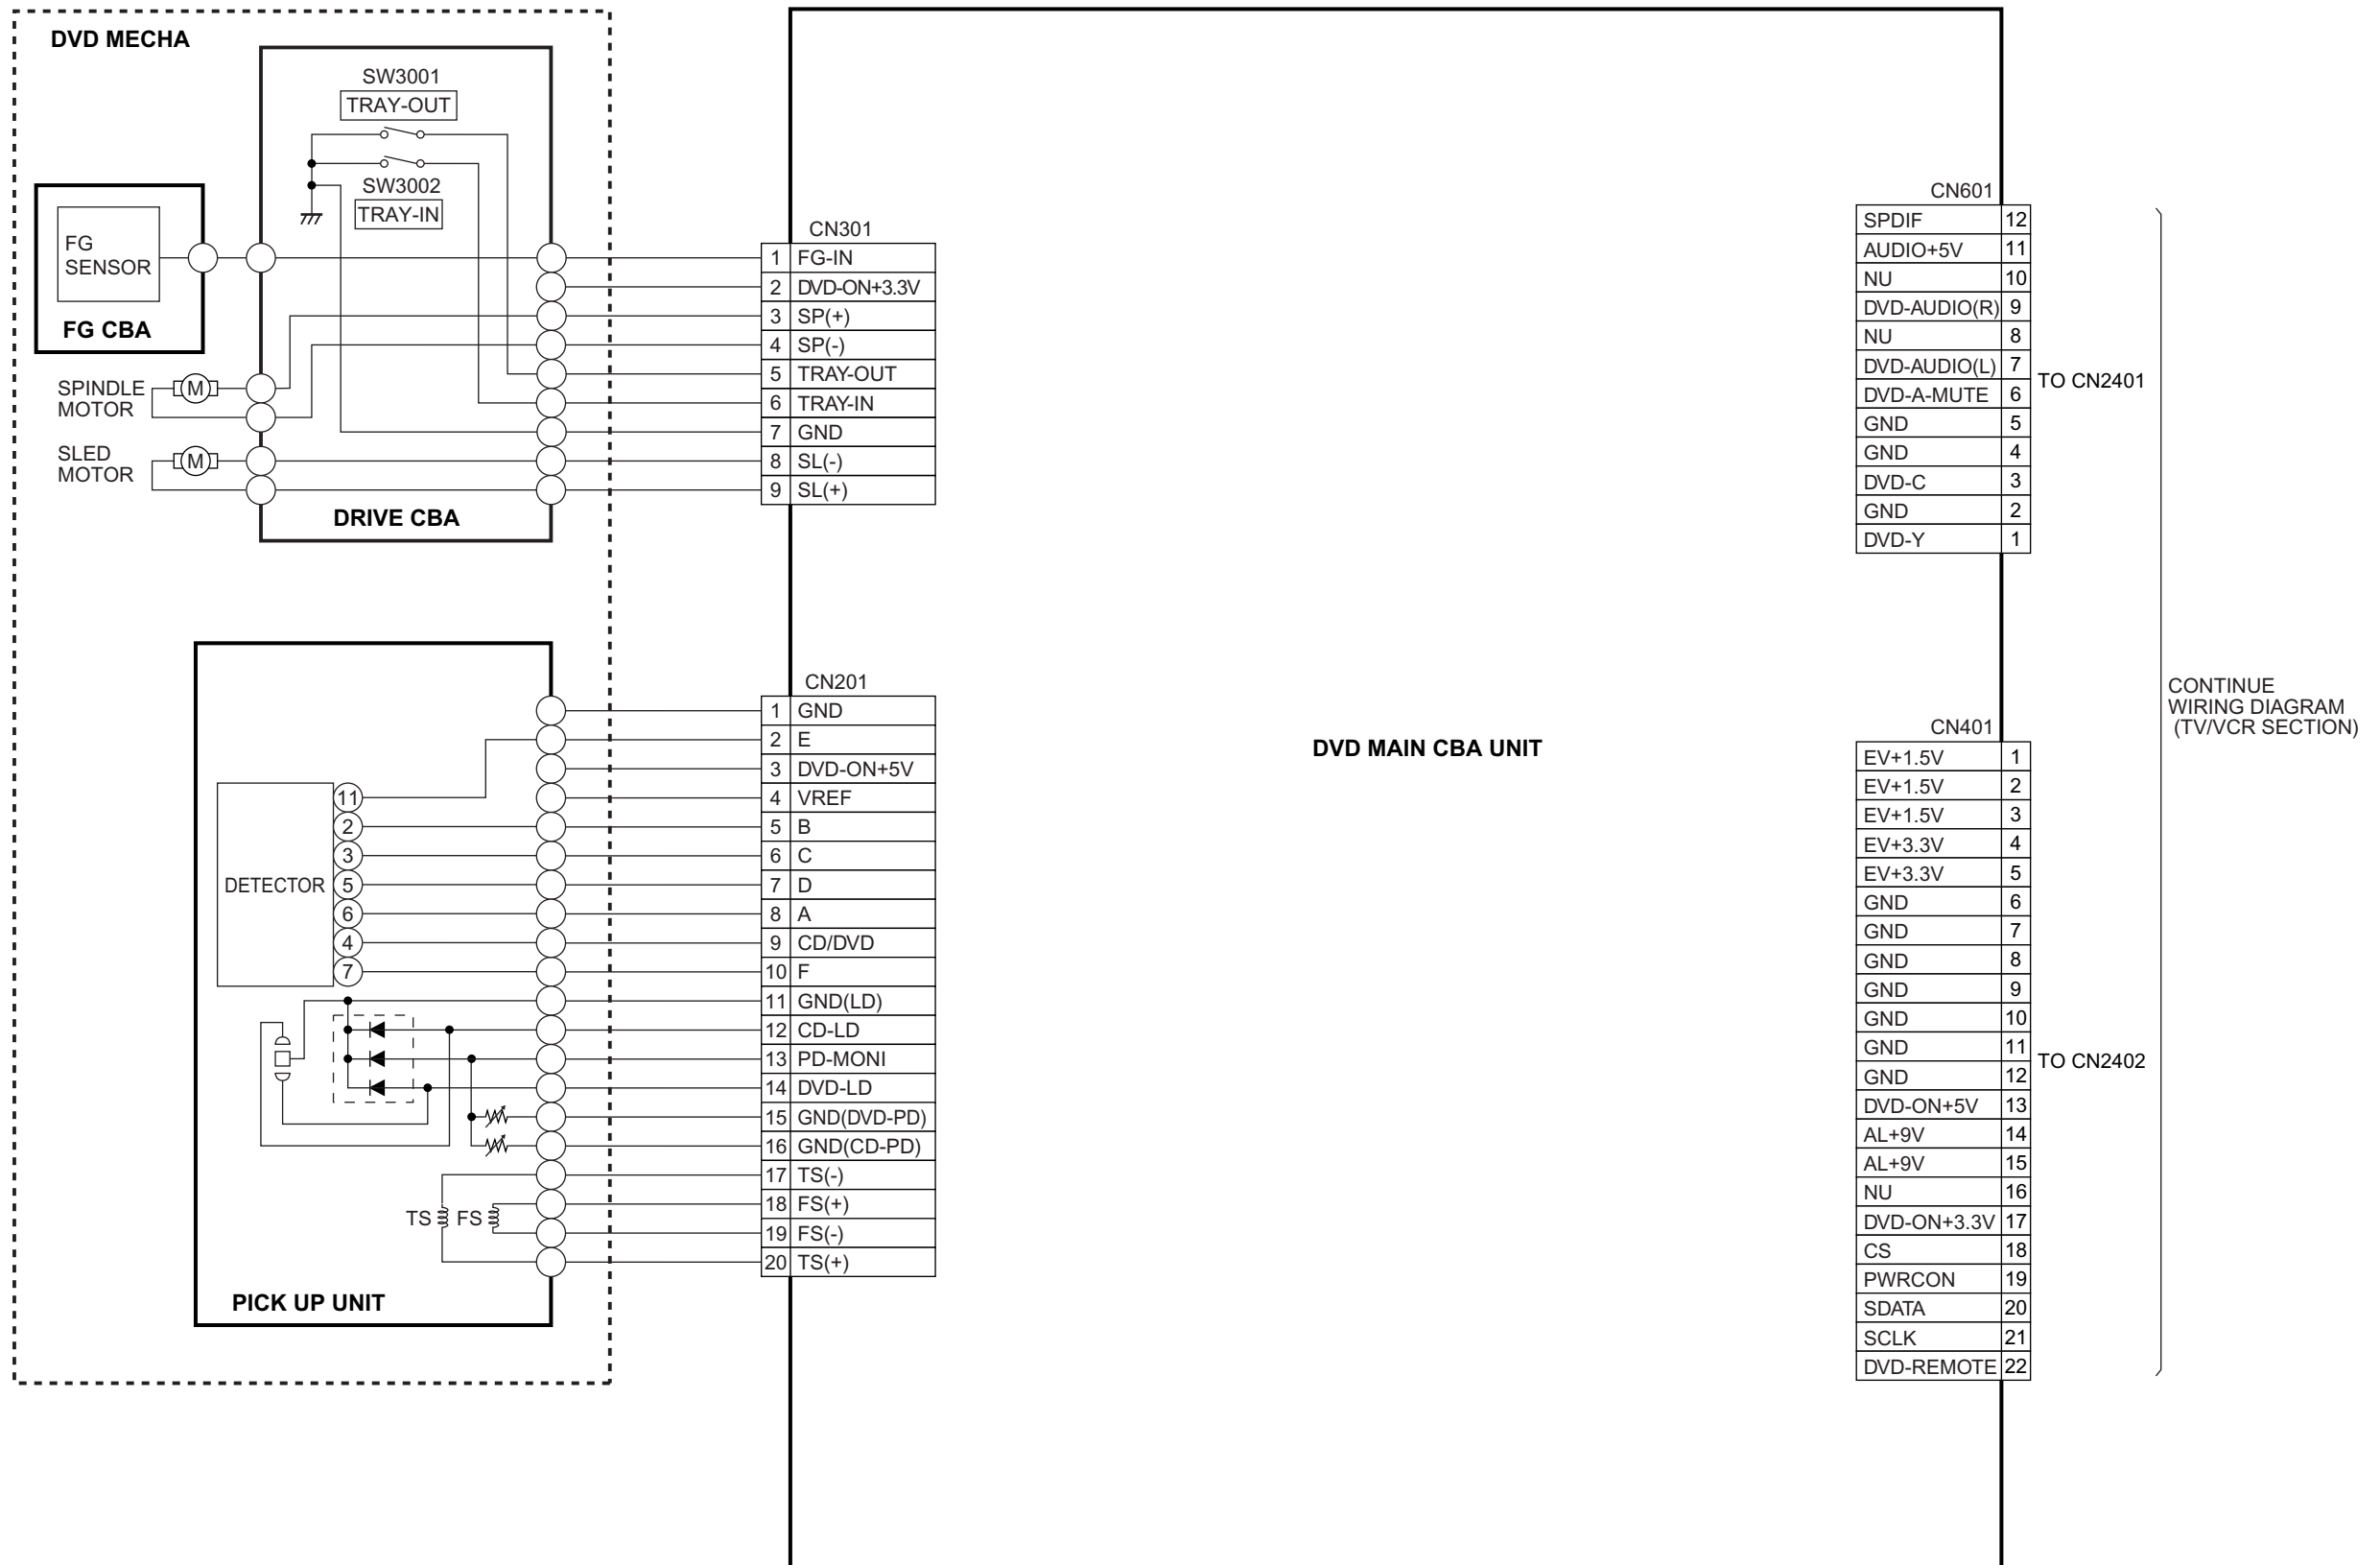 DVD MECHA
SW3001
TRAY-OUT
SW3002
TRAY-IN
FG
SENSOR
FG CBA
SPINDLE
MOTOR
M
SLED
MOTOR
M
DRIVE CBA
CN301
1 FG-IN
2 DVD-ON+3.3V
3 SP(+)
4 SP(-)
5 TRAY-OUT
6 TRAY-IN
7 GND
8 SL(-)
9 SL(+)
DETECTOR
11
2
3
5
6
4
7
TS FS
PICK UP UNIT
CN201
1 GND
2 E
3 DVD-ON+5V
4 VREF
5 B
6 C
7 D
8 A
9 CD/DVD
10 F
11 GND(LD)
12 CD-LD
13 PD-MONI
14 DVD-LD
15 GND(DVD-PD)
16 GND(CD-PD)
17 TS(-)
18 FS(+)
19 FS(-)
20 TS(+)
DVD MAIN CBA UNIT
CN601
SPDIF 12
AUDIO+5V 11
NU 10
DVD-AUDIO(R) 9
NU 8
DVD-AUDIO(L) 7
DVD-A-MUTE 6
GND 5
GND 4
DVD-C 3
GND 2
DVD-Y 1
TO CN2401
CN401
EV+1.5V 1
EV+1.5V 2
EV+1.5V 3
EV+3.3V 4
EV+3.3V 5
GND 6
GND 7
GND 8
GND 9
GND 10
GND 11
GND 12
DVD-ON+5V 13
AL+9V 14
AL+9V 15
NU 16
DVD-ON+3.3V 17
CS 18
PWRCON 19
SDATA 20
SCLK 21
DVD-REMOTE 22
TO CN2402
CONTINUE
WIRING DIAGRAM
(TV/VCR SECTION)